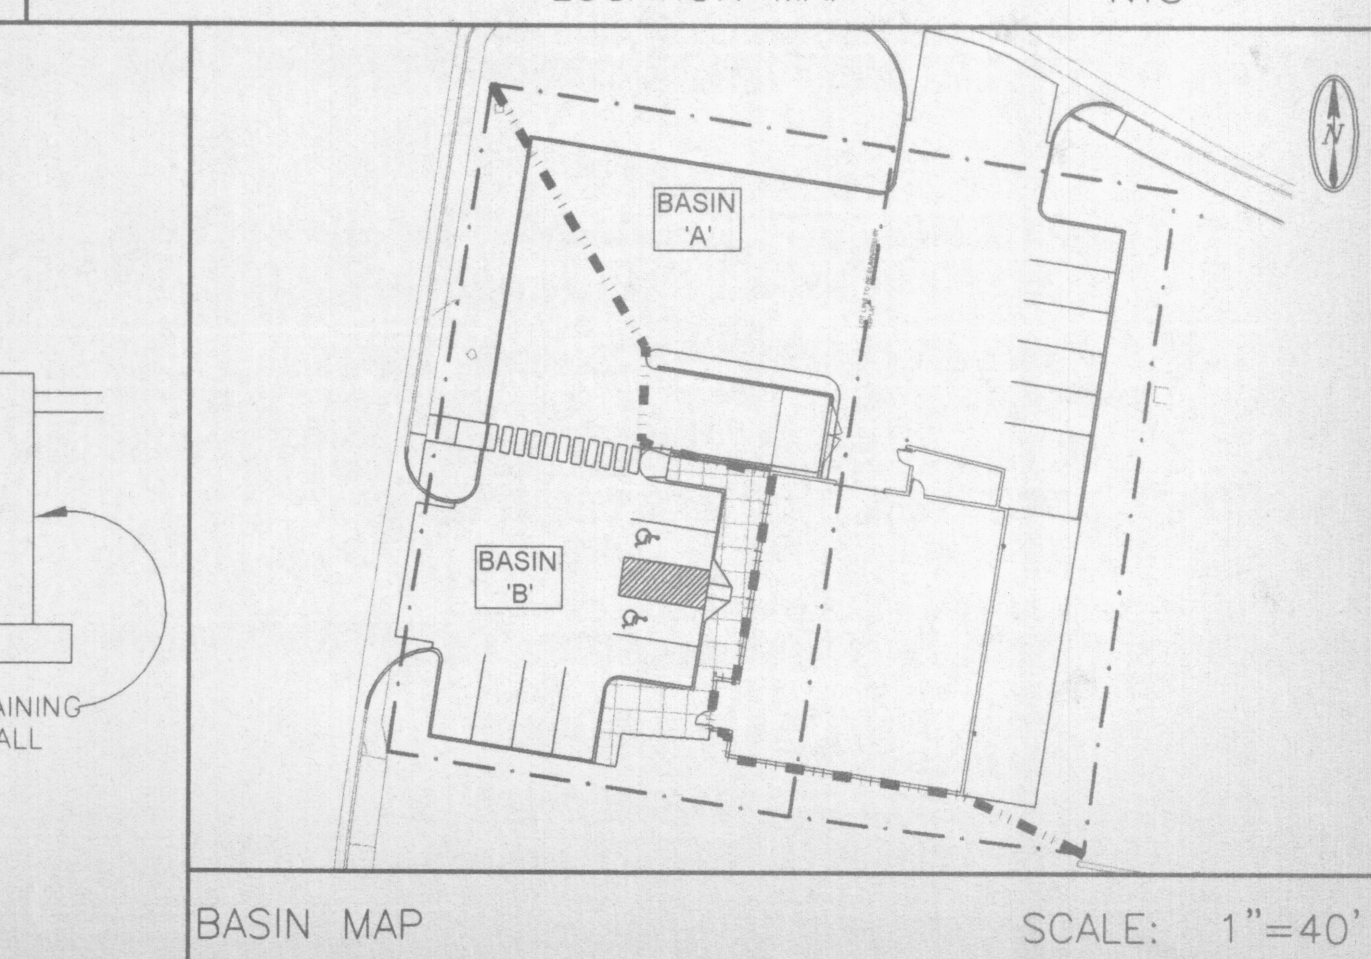 N
BASIN
'A'
BASIN
'B'
AINING
ALL
BASIN MAP
SCALE: 1"=40'